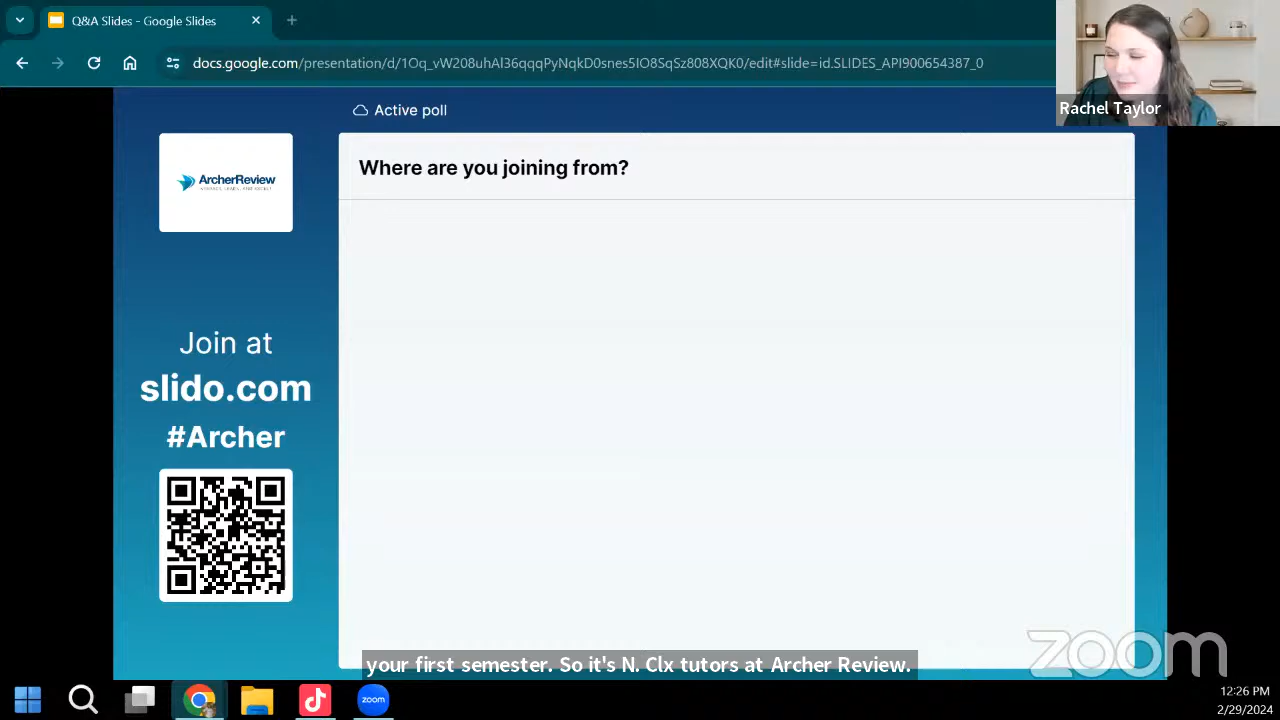 Q&A Slides - Google Slides
docs.google.com/presentation/d/1Oq_vW208uhAl36qqqPyNqkD0snes5IO8SqSz808XQK0/edit#slide=id.SLIDES_API900654387_0
Rachel Taylor
Active poll
ArcherReview
Where are you joining from?
Join at
slido.com
#Archer
your first semester. So it's N. Clx tutors at Archer Review.
zoom
zoom
12:26 PM
2/29/2024